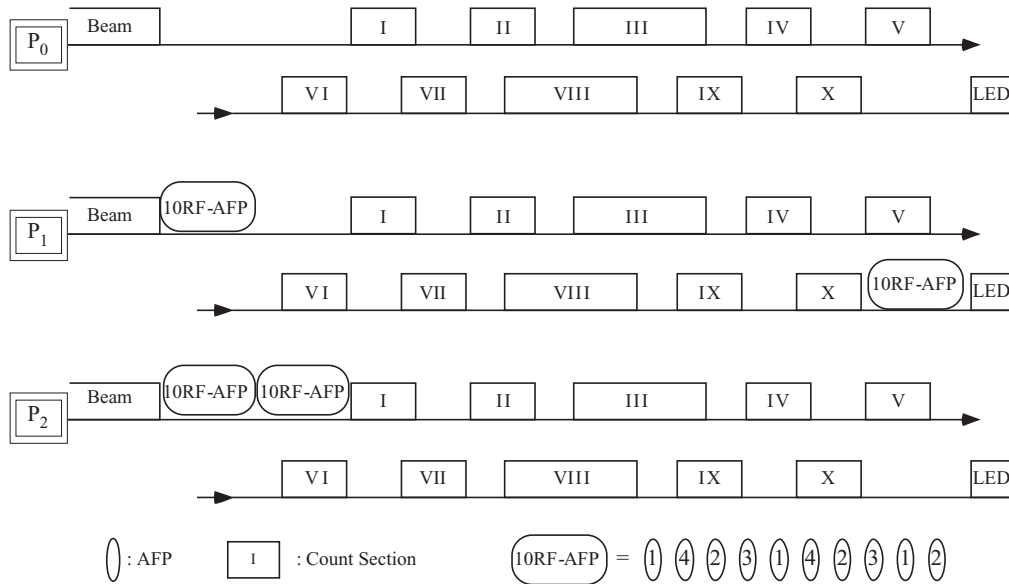 P0 Beam I II III IV V
VI VII VIII IX X LED
P1 Beam 10RF-AFP I II III IV V
VI VII VIII IX X 10RF-AFP LED
P2 Beam 10RF-AFP 10RF-AFP I II III IV V
VI VII VIII IX X LED
: AFP I : Count Section 10RF-AFP = 1 4 2 3 1 4 2 3 1 2